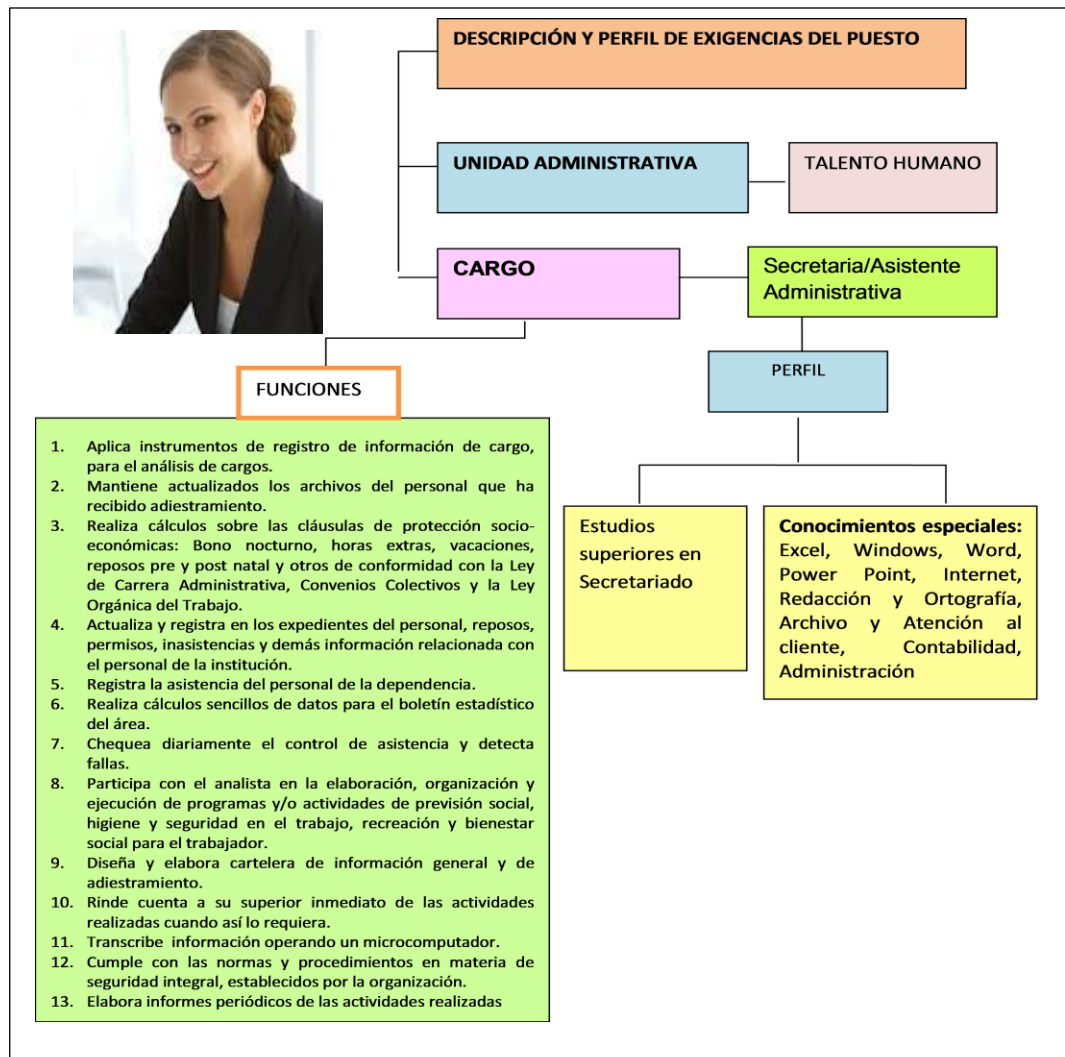 DESCRIPCIÓN Y PERFIL DE EXIGENCIAS DEL PUESTO
UNIDAD ADMINISTRATIVA
TALENTO HUMANO
CARGO
Secretaria/Asistente
Administrativa
FUNCIONES
1. Aplica instrumentos de registro de información de cargo,
para el análisis de cargos.
2. Mantiene actualizados los archivos del personal que ha
recibido adiestramiento.
3. Realiza cálculos sobre las cláusulas de protección socio-
económicas: Bono nocturno, horas extras, vacaciones,
reposos pre y post natal y otros de conformidad con la Ley
de Carrera Administrativa, Convenios Colectivos y la Ley
Orgánica del Trabajo.
4. Actualiza y registra en los expedientes del personal, reposos,
permisos, inasistencias y demás información relacionada con
el personal de la institución.
5. Registra la asistencia del personal de la dependencia.
6. Realiza cálculos sencillos de datos para el boletín estadístico
del área.
7. Chequea diariamente el control de asistencia y detecta
fallas.
8. Participa con el analista en la elaboración, organización y
ejecución de programas y/o actividades de previsión social,
higiene y seguridad en el trabajo, recreación y bienestar
social para el trabajador.
9. Diseña y elabora cartelera de información general y de
adiestramiento.
10. Rinde cuenta a su superior inmediato de las actividades
realizadas cuando así lo requiera.
11. Transcribe información operando un microcomputador.
12. Cumple con las normas y procedimientos en materia de
seguridad integral, establecidos por la organización.
13. Elabora informes periódicos de las actividades realizadas
PERFIL
Estudios
superiores en
Secretariado
Conocimientos especiales:
Excel, Windows, Word,
Power Point, Internet,
Redacción y Ortografía,
Archivo y Atención al
cliente, Contabilidad,
Administración